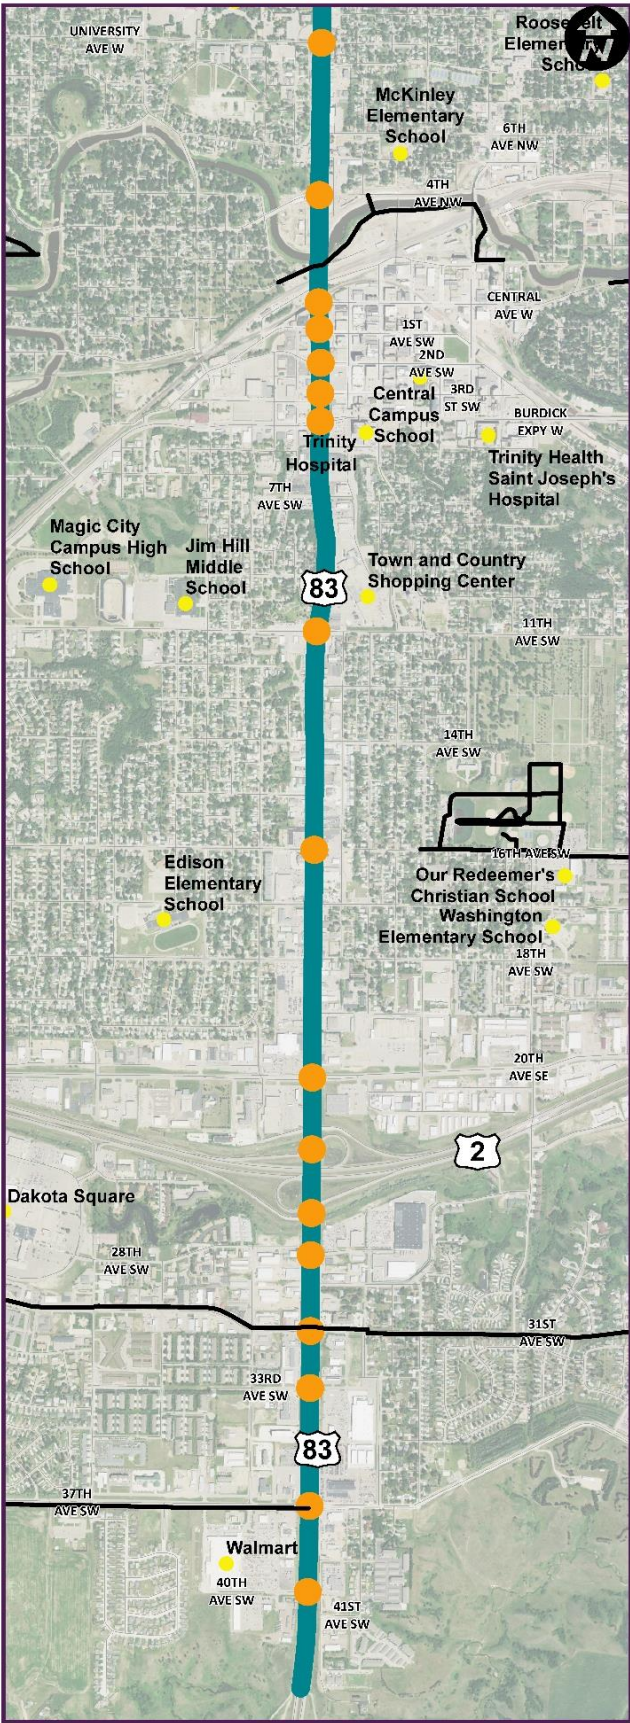 UNIVERSITY
AVE W
Roosevelt
Elementary
School
N
McKinley
Elementary
School
6TH
AVE NW
4TH
AVE NW
CENTRAL
AVE W
1ST
AVE SW
2ND
AVE SW
3RD
ST SW
Central
Campus
School
BURDICK
EXPY W
Trinity
Hospital
Trinity Health
Saint Joseph's
Hospital
7TH
AVE SW
Magic City
Campus High
School
Jim Hill
Middle
School
Town and Country
Shopping Center
83
11TH
AVE SW
14TH
AVE SW
16TH AVE SW
Edison
Elementary
School
Our Redeemer's
Christian School
Washington
Elementary School
18TH
AVE SW
20TH
AVE SE
2
Dakota Square
28TH
AVE SW
31ST
AVE SW
33RD
AVE SW
83
37TH
AVE SW
Walmart
40TH
AVE SW
41ST
AVE SW